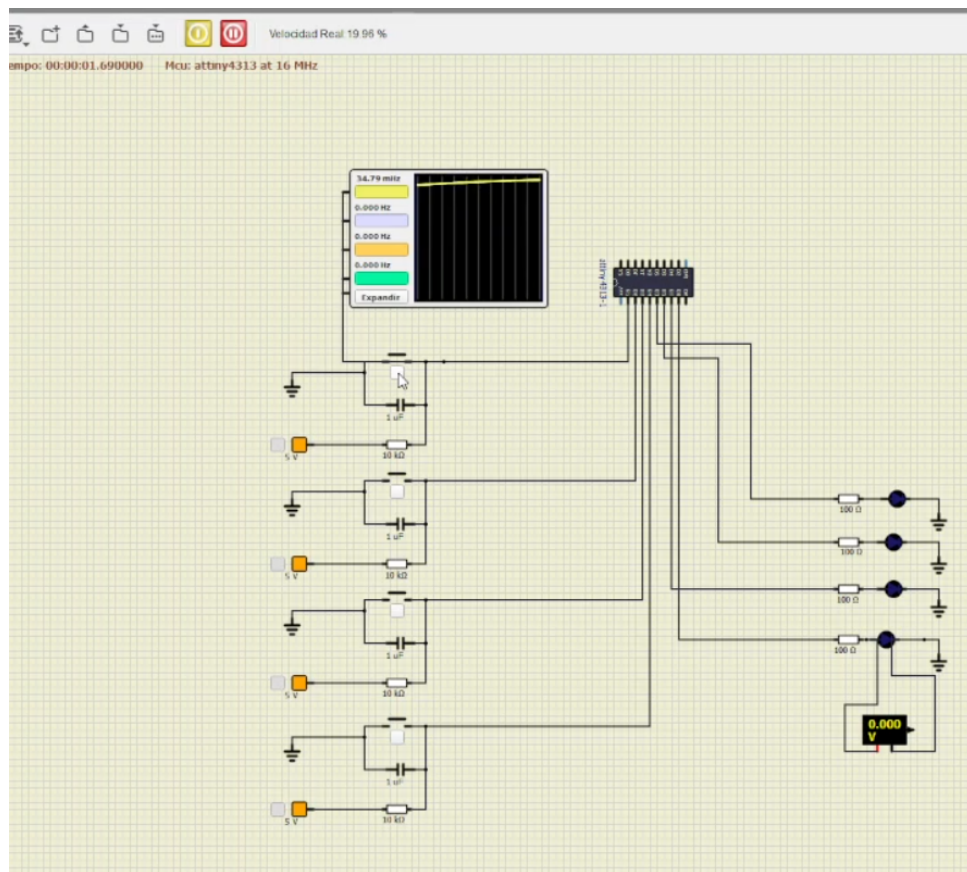 Velocidad Real 19.96 %
empo: 00:00:01.690000 Mcu: attiny4313 at 16 MHz
34.79 mHz
0.000 Hz
0.000 Hz
0.000 Hz
Expandir
attiny4313-1
1 uF
5 V
10 kΩ
1 uF
5 V
10 kΩ
1 uF
5 V
10 kΩ
1 uF
5 V
10 kΩ
100 Ω
100 Ω
100 Ω
100 Ω
0.000
V